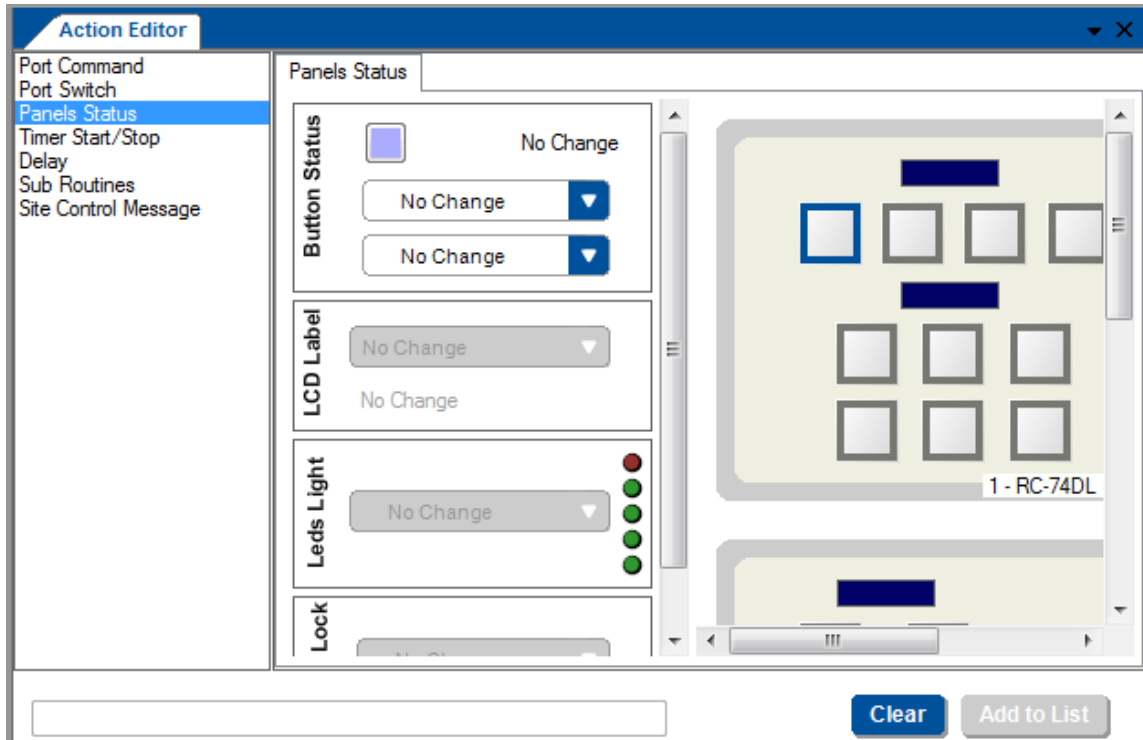 Action Editor
Port Command
Port Switch
Panels Status
Timer Start/Stop
Delay
Sub Routines
Site Control Message
Panels Status
Button Status
No Change
No Change
No Change
LCD Label
No Change
No Change
Leds Light
No Change
Lock
1 - RC-74DL
Clear
Add to List